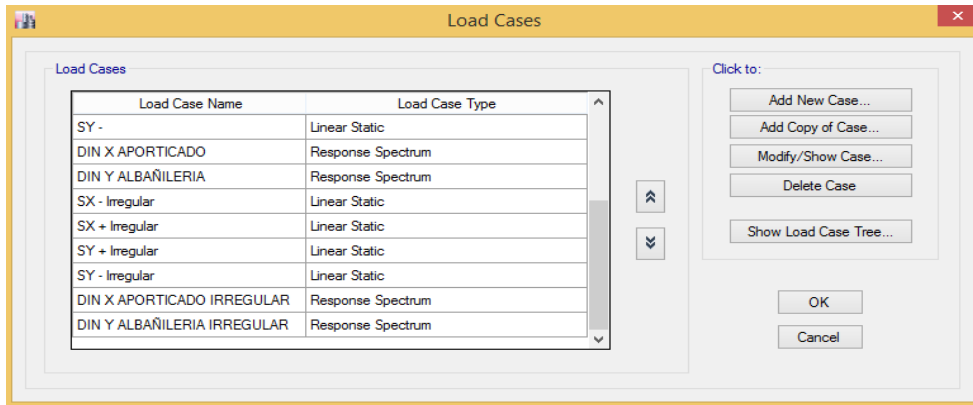 Load Cases
Load Cases
Load Case Name Load Case Type
SY - Linear Static
DIN X APORTICADO Response Spectrum
DIN Y ALBAÑILERIA Response Spectrum
SX - Irregular Linear Static
SX + Irregular Linear Static
SY + Irregular Linear Static
SY - Irregular Linear Static
DIN X APORTICADO IRREGULAR Response Spectrum
DIN Y ALBAÑILERIA IRREGULAR Response Spectrum
Click to:
Add New Case...
Add Copy of Case...
Modify/Show Case...
Delete Case
Show Load Case Tree...
OK
Cancel